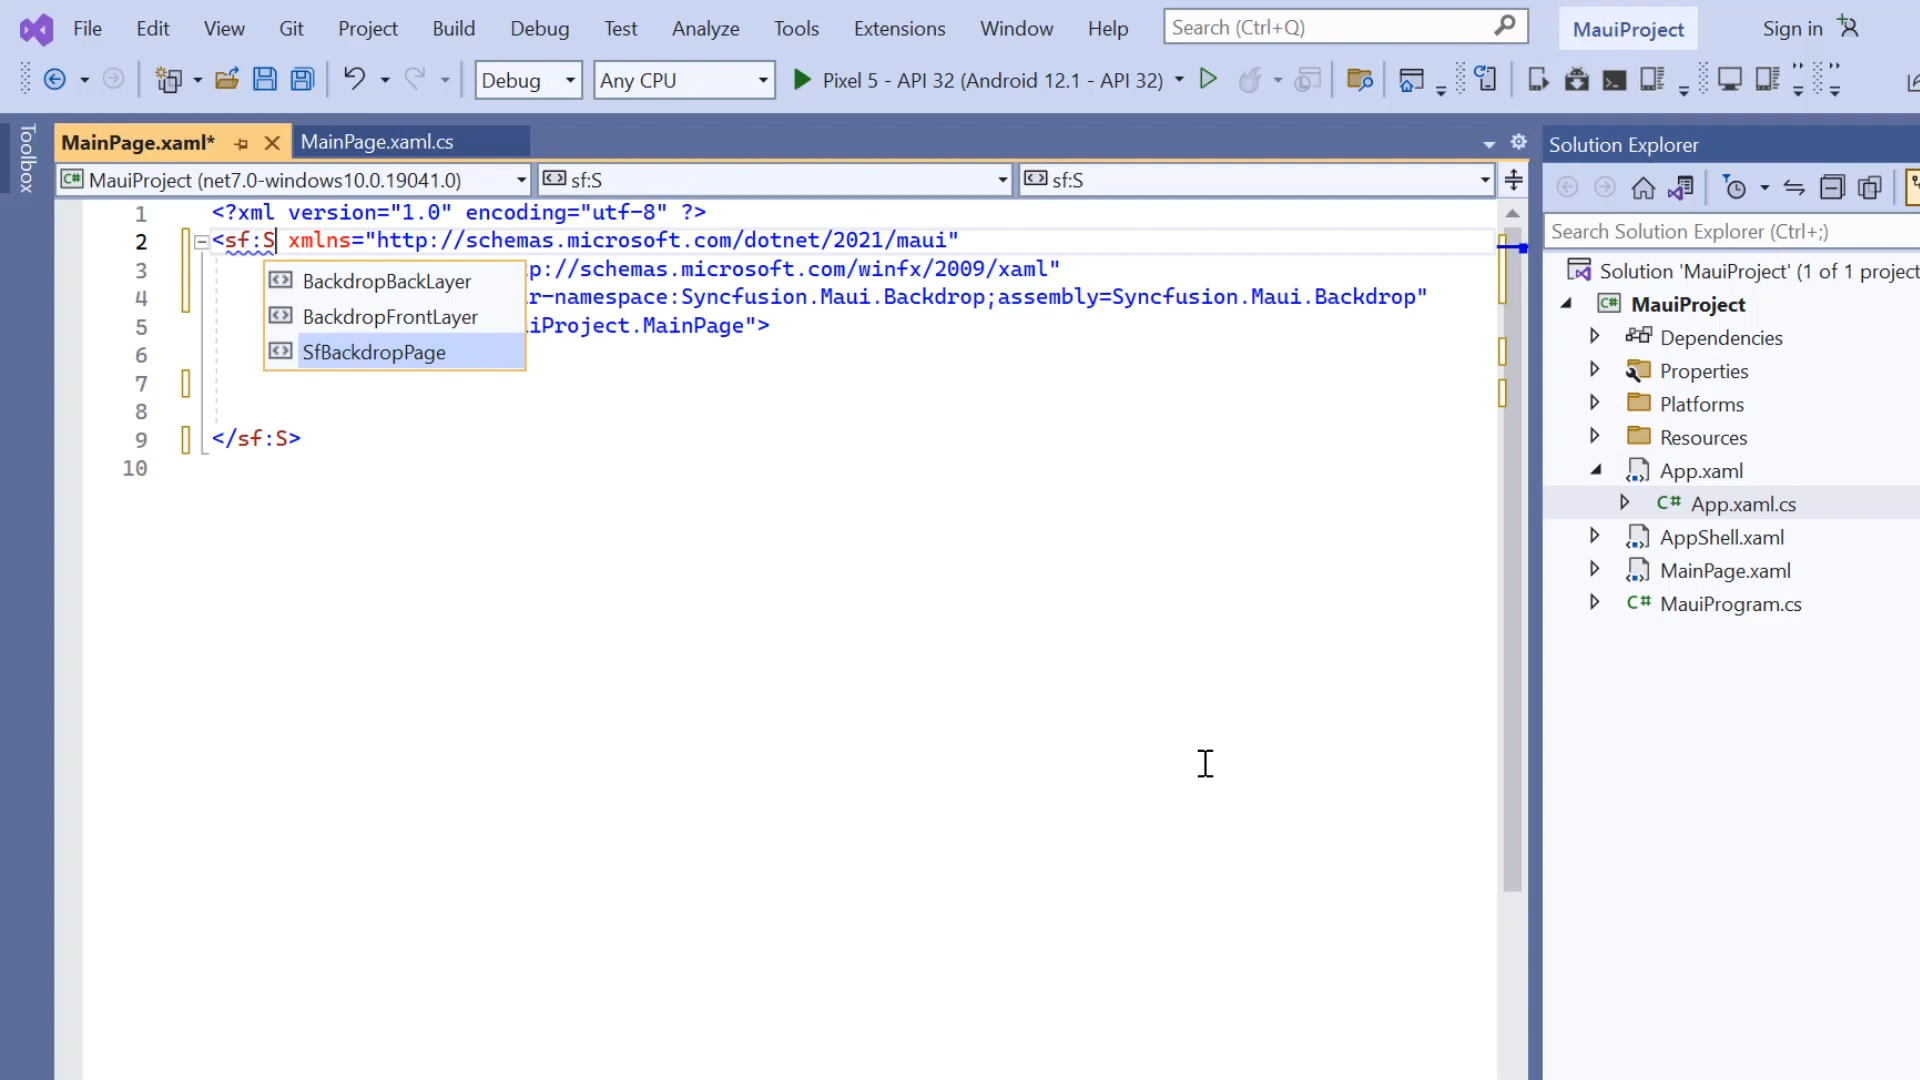 File Edit View Git Project Build Debug Test Analyze Tools Extensions Window Help Search (Ctrl+Q) MauiProject Sign in
Debug Any CPU Pixel 5 - API 32 (Android 12.1 - API 32)
Toolbox
MainPage.xaml* MainPage.xaml.cs
MauiProject (net7.0-windows10.0.19041.0) sf:S sf:S
1 <?xml version="1.0" encoding="utf-8" ?>
2 <sf:S xmlns="http://schemas.microsoft.com/dotnet/2021/maui"
3 p://schemas.microsoft.com/winfx/2009/xaml"
4 r-namespace:Syncfusion.Maui.Backdrop;assembly=Syncfusion.Maui.Backdrop"
5 iProject.MainPage">
6
7
8
9 </sf:S>
10
BackdropBackLayer
BackdropFrontLayer
SfBackdropPage
Solution Explorer
Search Solution Explorer (Ctrl+;)
Solution 'MauiProject' (1 of 1 project
C# MauiProject
Dependencies
Properties
Platforms
Resources
App.xaml
C# App.xaml.cs
AppShell.xaml
MainPage.xaml
C# MauiProgram.cs